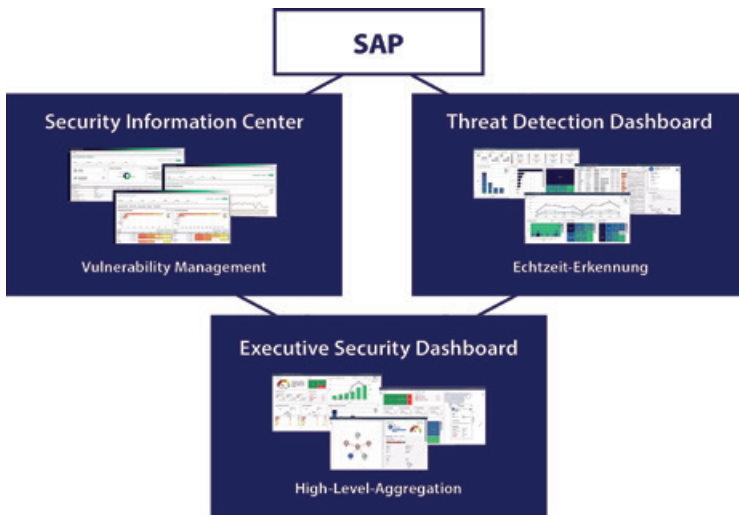 SAP
Security Information Center
Vulnerability Management
Threat Detection Dashboard
Echtzeit-Erkennung
Executive Security Dashboard
High-Level-Aggregation